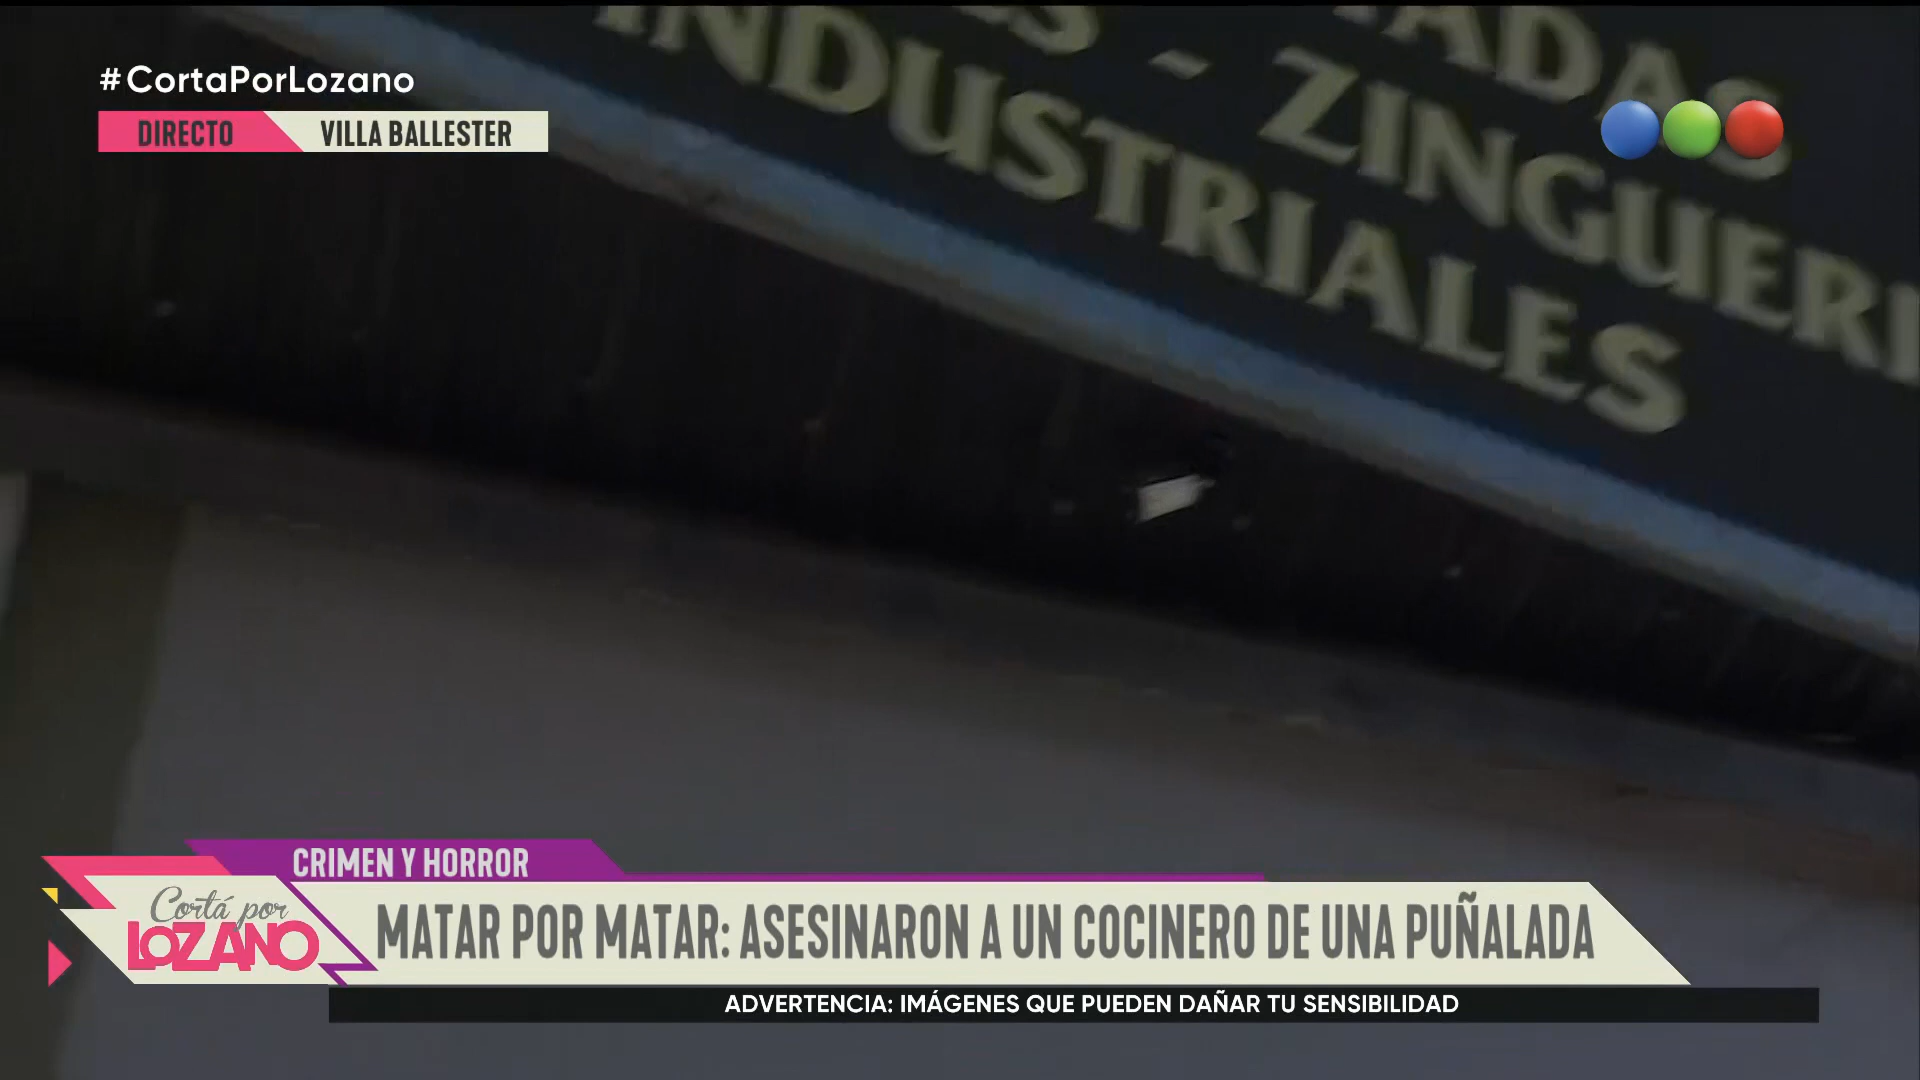 #CortaPorLozano
DIRECTO VILLA BALLESTER
INDUSTRIALES
CRIMEN Y HORROR
Cortá por
LOZANO
MATAR POR MATAR: ASESINARON A UN COCINERO DE UNA PUÑALADA
ADVERTENCIA: IMÁGENES QUE PUEDEN DAÑAR TU SENSIBILIDAD